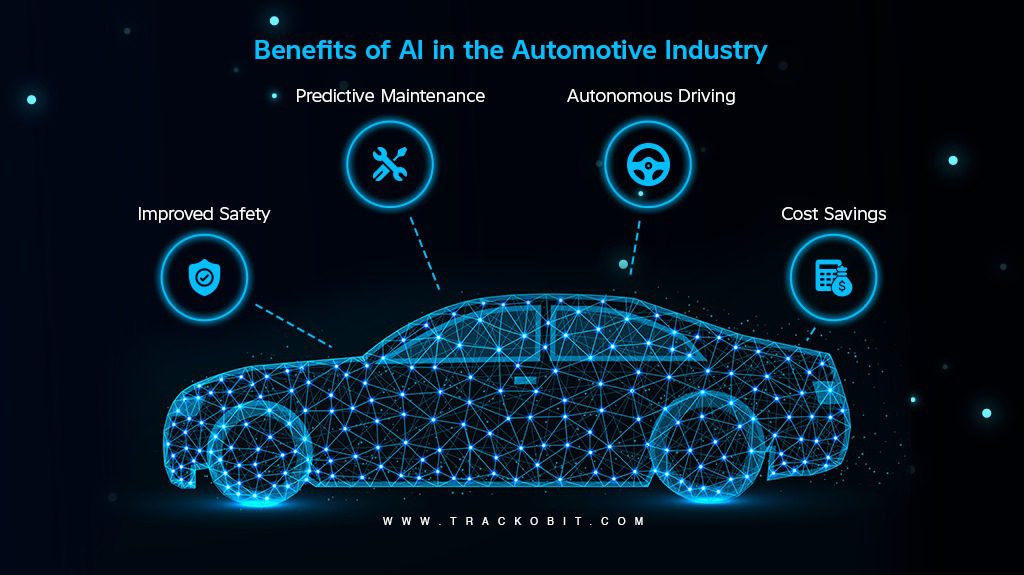 Benefits of AI in the Automotive Industry
Predictive Maintenance
Autonomous Driving
Improved Safety
Cost Savings
$
WWW.TRACKOBIT.COM